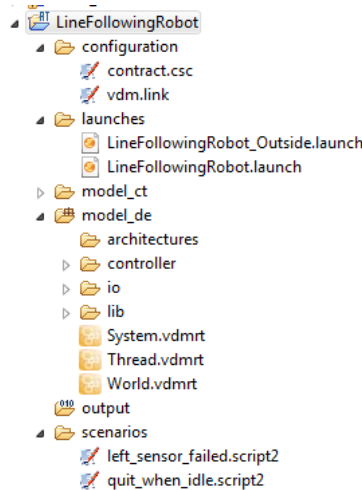 LineFollowingRobot
configuration
contract.csc
vdm.link
launches
LineFollowingRobot_Outside.launch
LineFollowingRobot.launch
model_ct
model_de
architectures
controller
io
lib
System.vdmrt
Thread.vdmrt
World.vdmrt
output
scenarios
left_sensor_failed.script2
quit_when_idle.script2